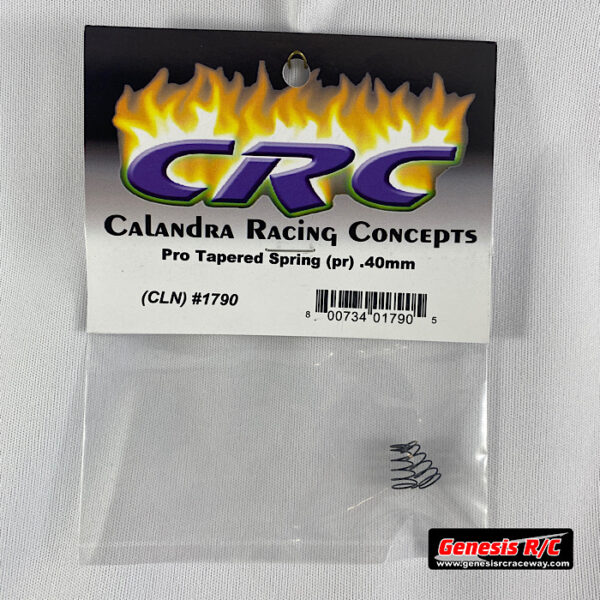 CRC
Calandra Racing Concepts
Pro Tapered Spring (pr) .40mm
(CLN) #1790
8 00734 01790 5
Genesis R/C
www.genesisrcraceway.com